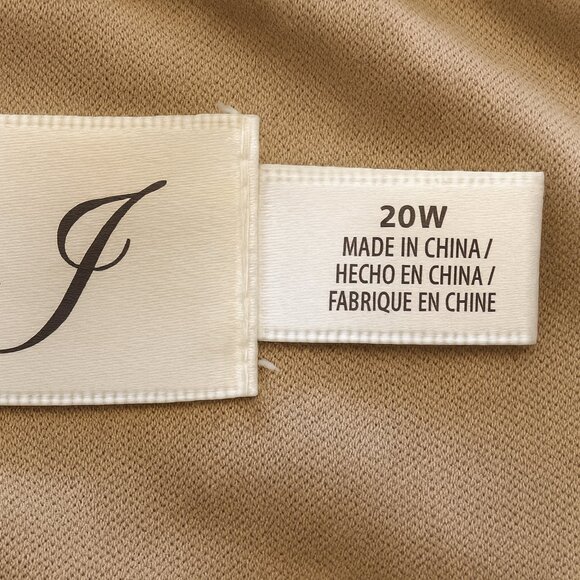 J
20W
MADE IN CHINA /
HECHO EN CHINA /
FABRIQUE EN CHINE